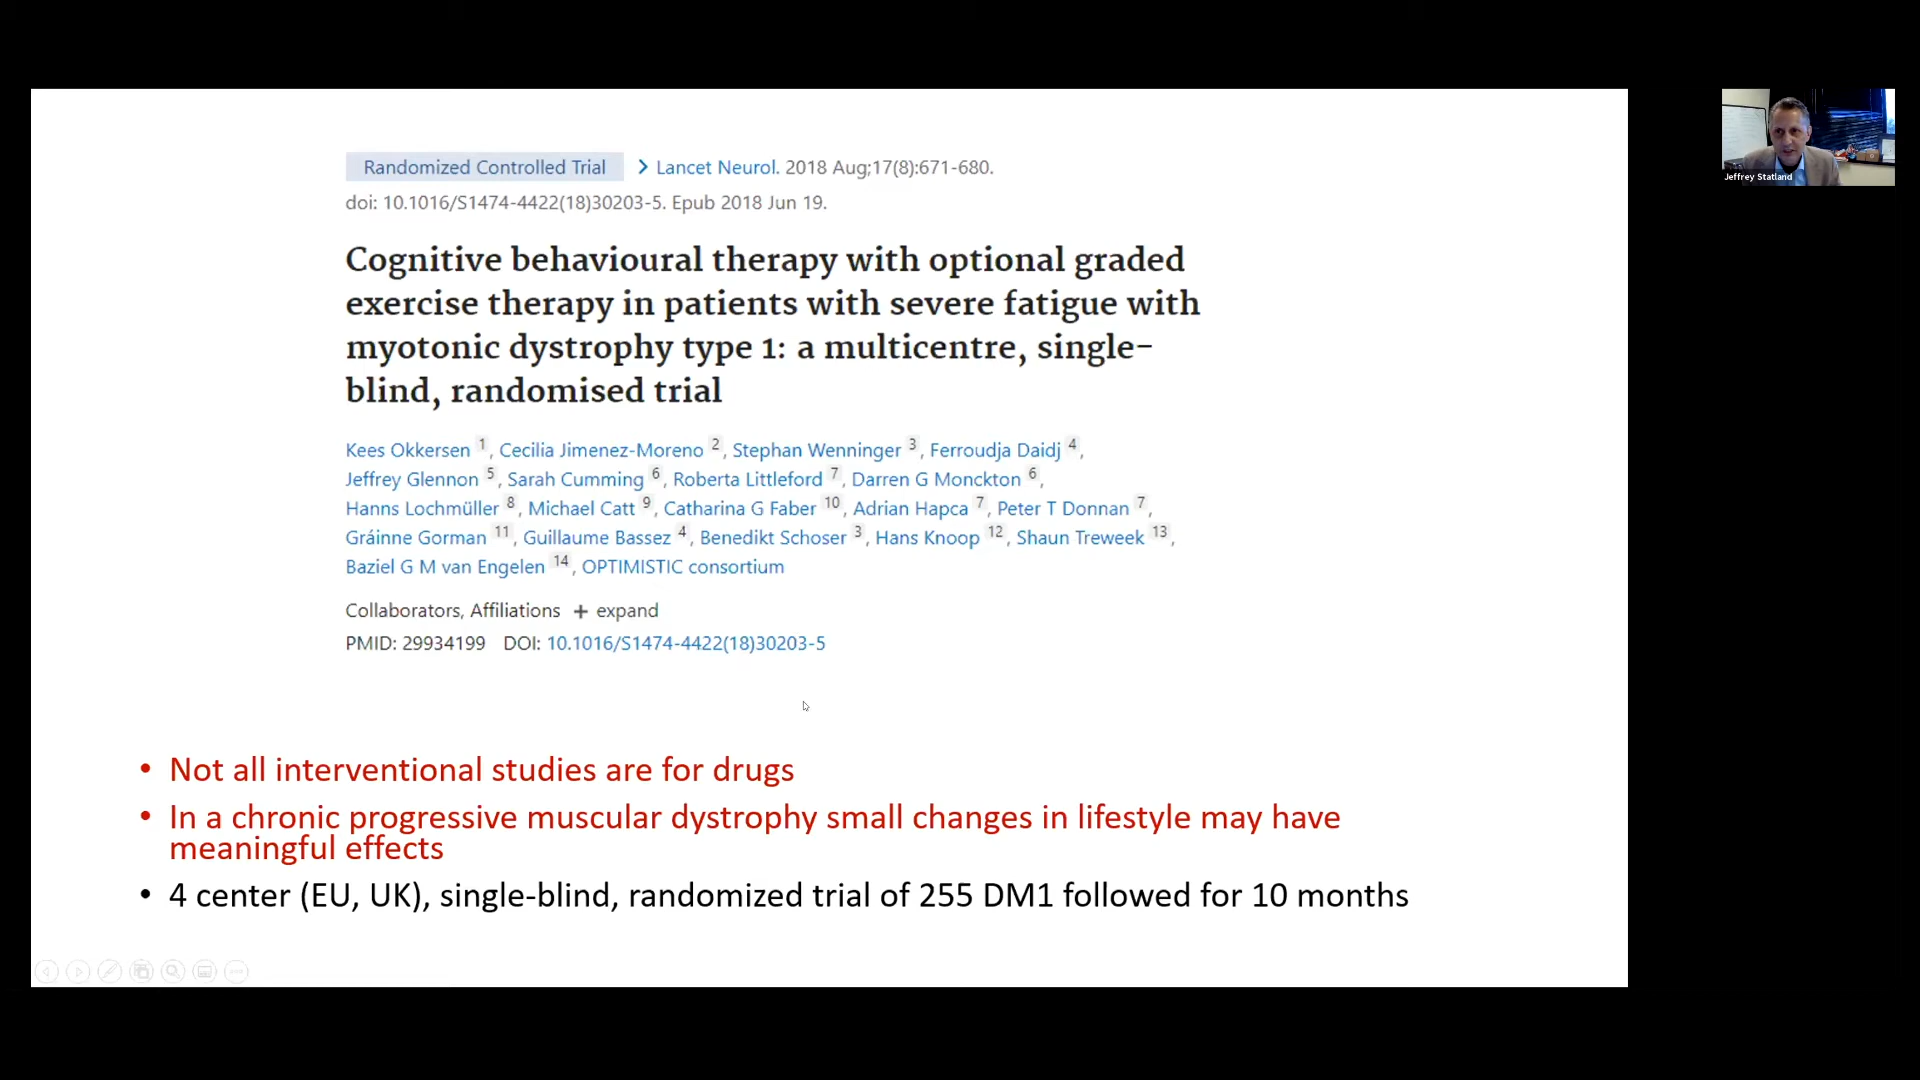 Randomized Controlled Trial > Lancet Neurol. 2018 Aug;17(8):671-680.
doi: 10.1016/S1474-4422(18)30203-5. Epub 2018 Jun 19.
Cognitive behavioural therapy with optional graded
exercise therapy in patients with severe fatigue with
myotonic dystrophy type 1: a multicentre, single-
blind, randomised trial
Kees Okkersen 1, Cecilia Jimenez-Moreno 2, Stephan Wenninger 3, Ferroudja Daidj 4,
Jeffrey Glennon 5, Sarah Cumming 6, Roberta Littleford 7, Darren G Monckton 6,
Hanns Lochmüller 8, Michael Catt 9, Catharina G Faber 10, Adrian Hapca 7, Peter T Donnan 7,
Gráinne Gorman 11, Guillaume Bassez 4, Benedikt Schoser 3, Hans Knoop 12, Shaun Treweek 13,
Baziel G M van Engelen 14, OPTIMISTIC consortium
Collaborators, Affiliations + expand
PMID: 29934199 DOI: 10.1016/S1474-4422(18)30203-5
• Not all interventional studies are for drugs
• In a chronic progressive muscular dystrophy small changes in lifestyle may have
meaningful effects
• 4 center (EU, UK), single-blind, randomized trial of 255 DM1 followed for 10 months
Jeffrey Statland